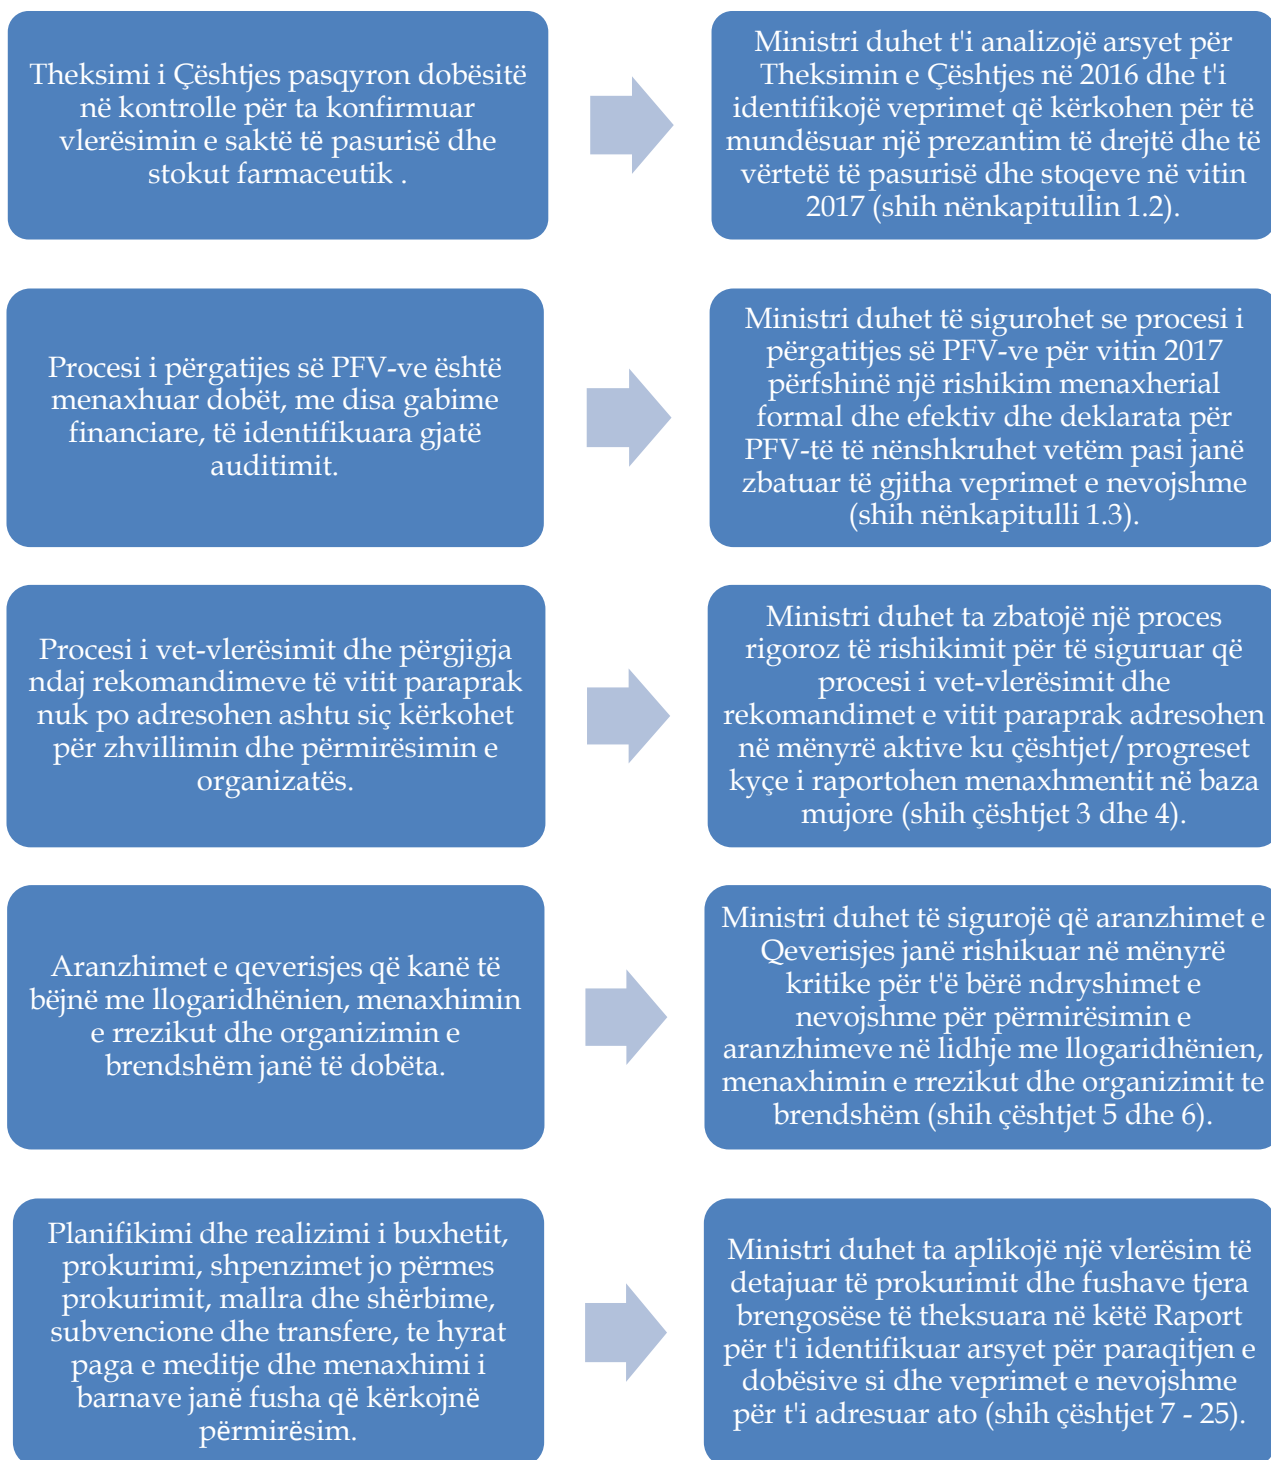 Theksimi i Çështjes pasqyron dobësitë
në kontrolle për ta konfirmuar
vlerësimin e saktë të pasurisë dhe
stokut farmaceutik .
Ministri duhet t'i analizojë arsyet për
Theksimin e Çështjes në 2016 dhe t'i
identifikojë veprimet që kërkohen për të
mundësuar një prezantim të drejtë dhe të
vërtetë të pasurisë dhe stoqeve në vitin
2017 (shih nënkapitullin 1.2).
Procesi i përgatijes së PFV-ve është
menaxhuar dobët, me disa gabime
financiare, të identifikuara gjatë
auditimit.
Ministri duhet të sigurohet se procesi i
përgatitjes së PFV-ve për vitin 2017
përfshinë një rishikim menaxherial
formal dhe efektiv dhe deklarata për
PFV-të të nënshkruhet vetëm pasi janë
zbatuar të gjitha veprimet e nevojshme
(shih nënkapitulli 1.3).
Procesi i vet-vlerësimit dhe përgjigja
ndaj rekomandimeve të vitit paraprak
nuk po adresohen ashtu siç kërkohet
për zhvillimin dhe përmirësimin e
organizatës.
Ministri duhet ta zbatojë një proces
rigoroz të rishikimit për të siguruar që
procesi i vet-vlerësimit dhe
rekomandimet e vitit paraprak adresohen
në mënyrë aktive ku çështjet/progreset
kyçe i raportohen menaxhmentit në baza
mujore (shih çështjet 3 dhe 4).
Aranzhimet e qeverisjes që kanë të
bëjnë me llogaridhënien, menaxhimin
e rrezikut dhe organizimin e
brendshëm janë të dobëta.
Ministri duhet të sigurojë që aranzhimet e
Qeverisjes janë rishikuar në mënyrë
kritike për t'ë bërë ndryshimet e
nevojshme për përmirësimin e
aranzhimeve në lidhje me llogaridhënien,
menaxhimin e rrezikut dhe organizimit te
brendshëm (shih çështjet 5 dhe 6).
Planifikimi dhe realizimi i buxhetit,
prokurimi, shpenzimet jo përmes
prokurimit, mallra dhe shërbime,
subvencione dhe transfere, te hyrat
paga e meditje dhe menaxhimi i
barnave janë fusha që kërkojnë
përmirësim.
Ministri duhet ta aplikojë një vlerësim të
detajuar të prokurimit dhe fushave tjera
brengosëse të theksuara në këtë Raport
për t'i identifikuar arsyet për paraqitjen e
dobësive si dhe veprimet e nevojshme
për t'i adresuar ato (shih çështjet 7 - 25).